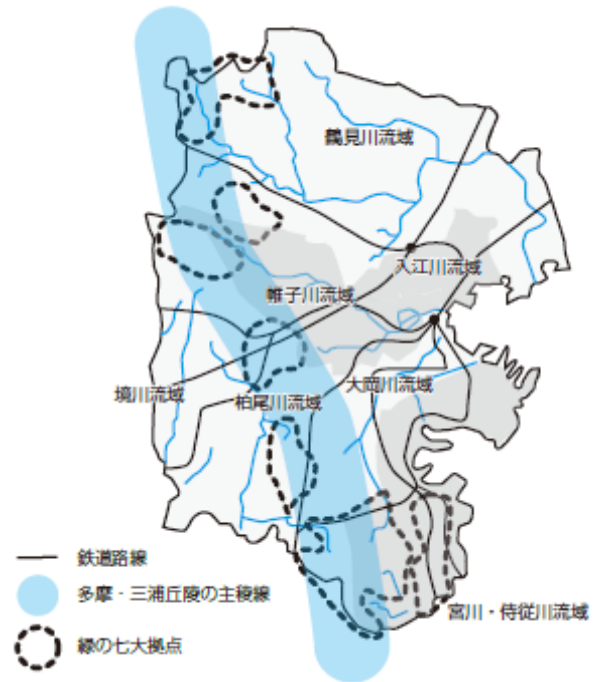 鶴見川流域
入江川流域
帷子川流域
境川流域
柏尾川流域
大岡川流域
鉄道路線
多摩・三浦丘陵の主稜線
宮川・侍従川流域
緑の七大拠点